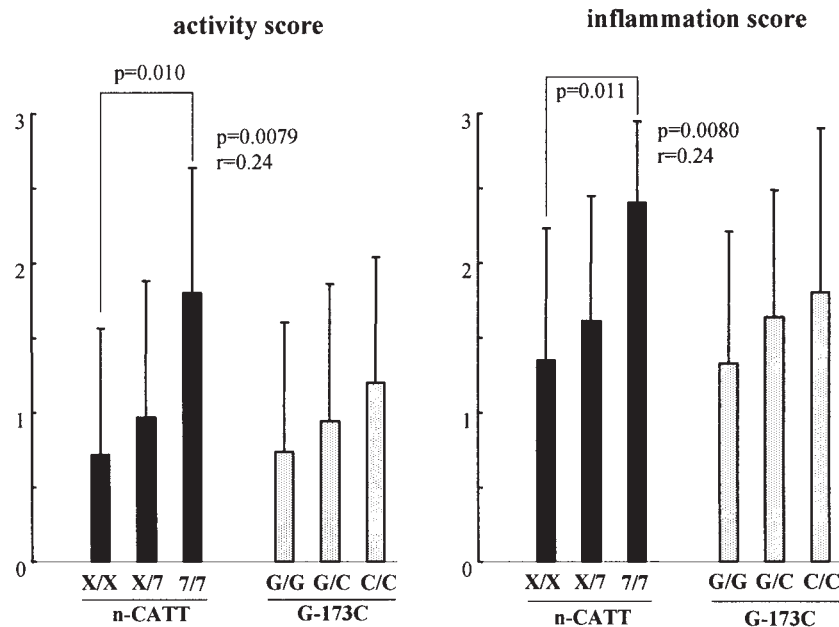 activity score
p=0.010
p=0.0079
r=0.24
3
2
1
0
X/X X/7 7/7
n-CATT
G/G G/C C/C
G-173C
inflammation score
p=0.011
p=0.0080
r=0.24
3
2
1
0
X/X X/7 7/7
n-CATT
G/G G/C C/C
G-173C